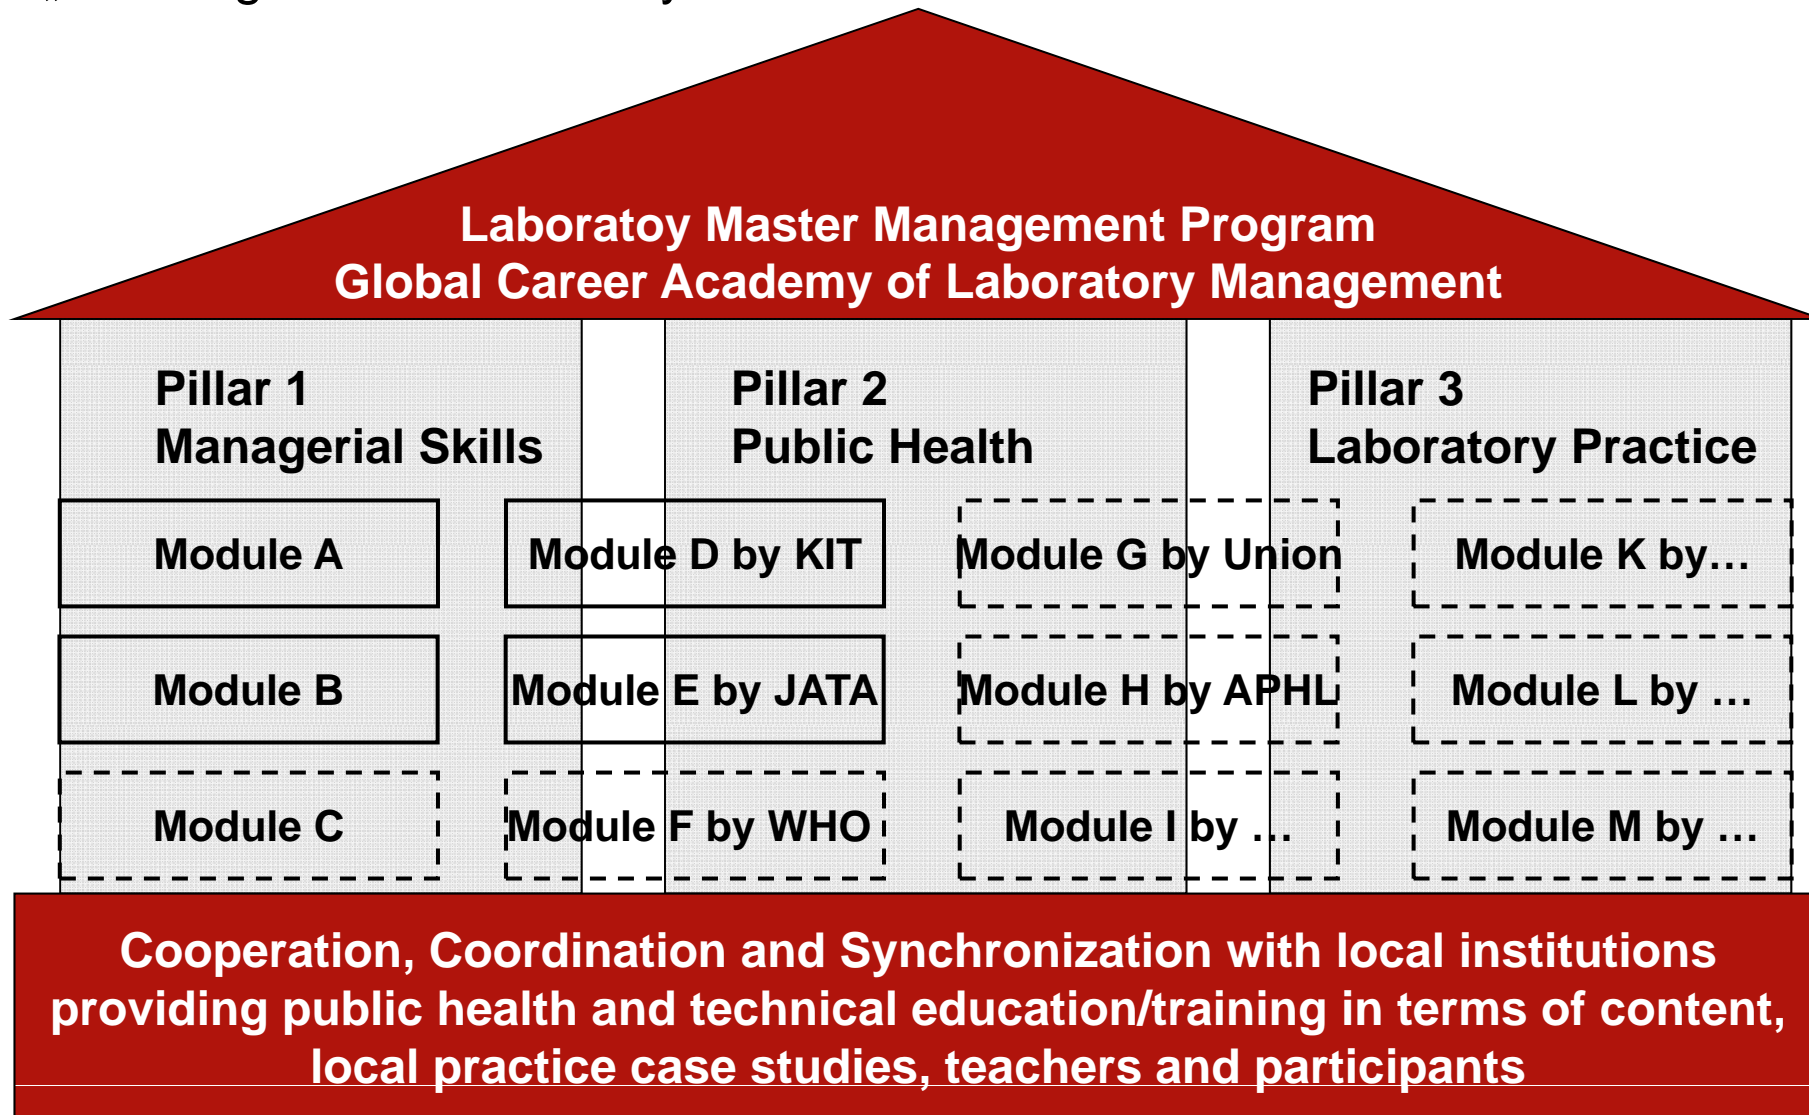 Laboratoy Master Management Program
Global Career Academy of Laboratory Management
Pillar 1
Managerial Skills
Pillar 2
Public Health
Pillar 3
Laboratory Practice
Module A
Module D by KIT
Module G by Union
Module K by…
Module B
Module E by JATA
Module H by APHL
Module L by …
Module C
Module F by WHO
Module I by …
Module M by …
Cooperation, Coordination and Synchronization with local institutions
providing public health and technical education/training in terms of content,
local practice case studies, teachers and participants